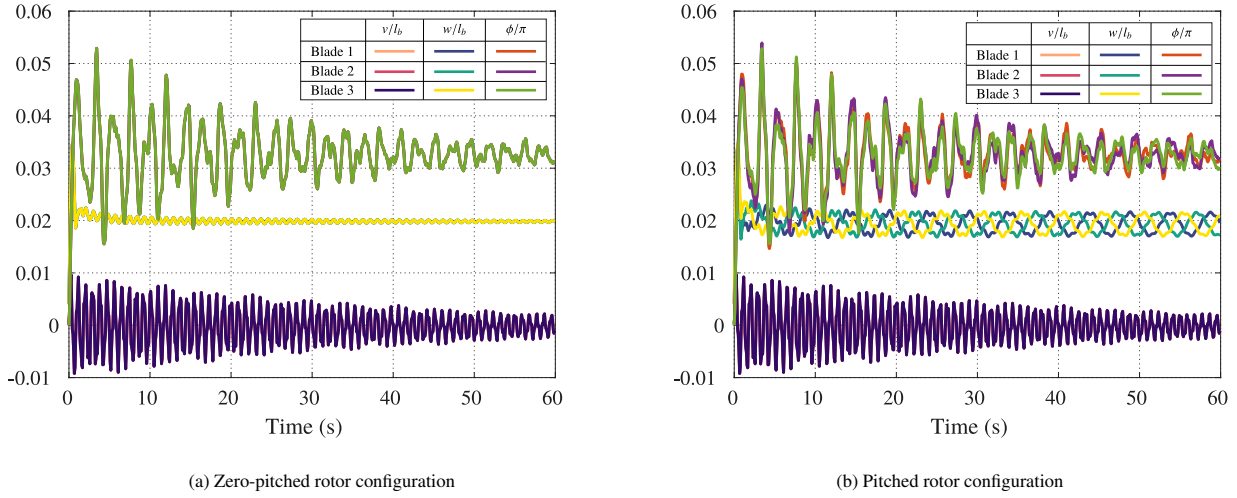 v/l_b w/l_b ϕ/π
Blade 1
Blade 2
Blade 3
0.06
0.05
0.04
0.03
0.02
0.01
0
-0.01
0 10 20 30 40 50 60
Time (s)
(a) Zero-pitched rotor configuration
v/l_b w/l_b ϕ/π
Blade 1
Blade 2
Blade 3
0.06
0.05
0.04
0.03
0.02
0.01
0
-0.01
0 10 20 30 40 50 60
Time (s)
(b) Pitched rotor configuration